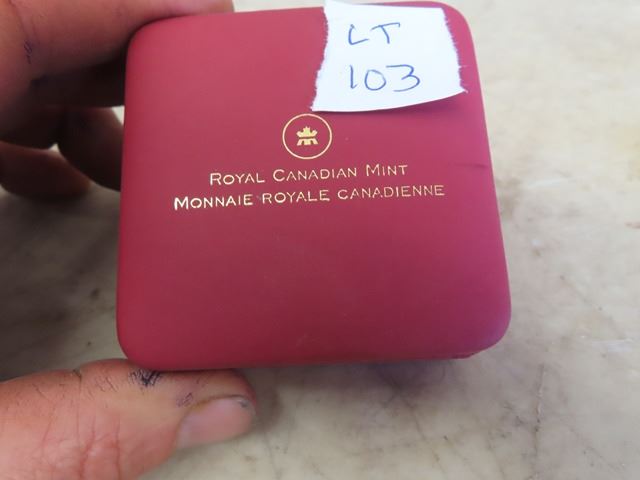 LT
103
ROYAL CANADIAN MINT
MONNAIE ROYALE CANADIENNE